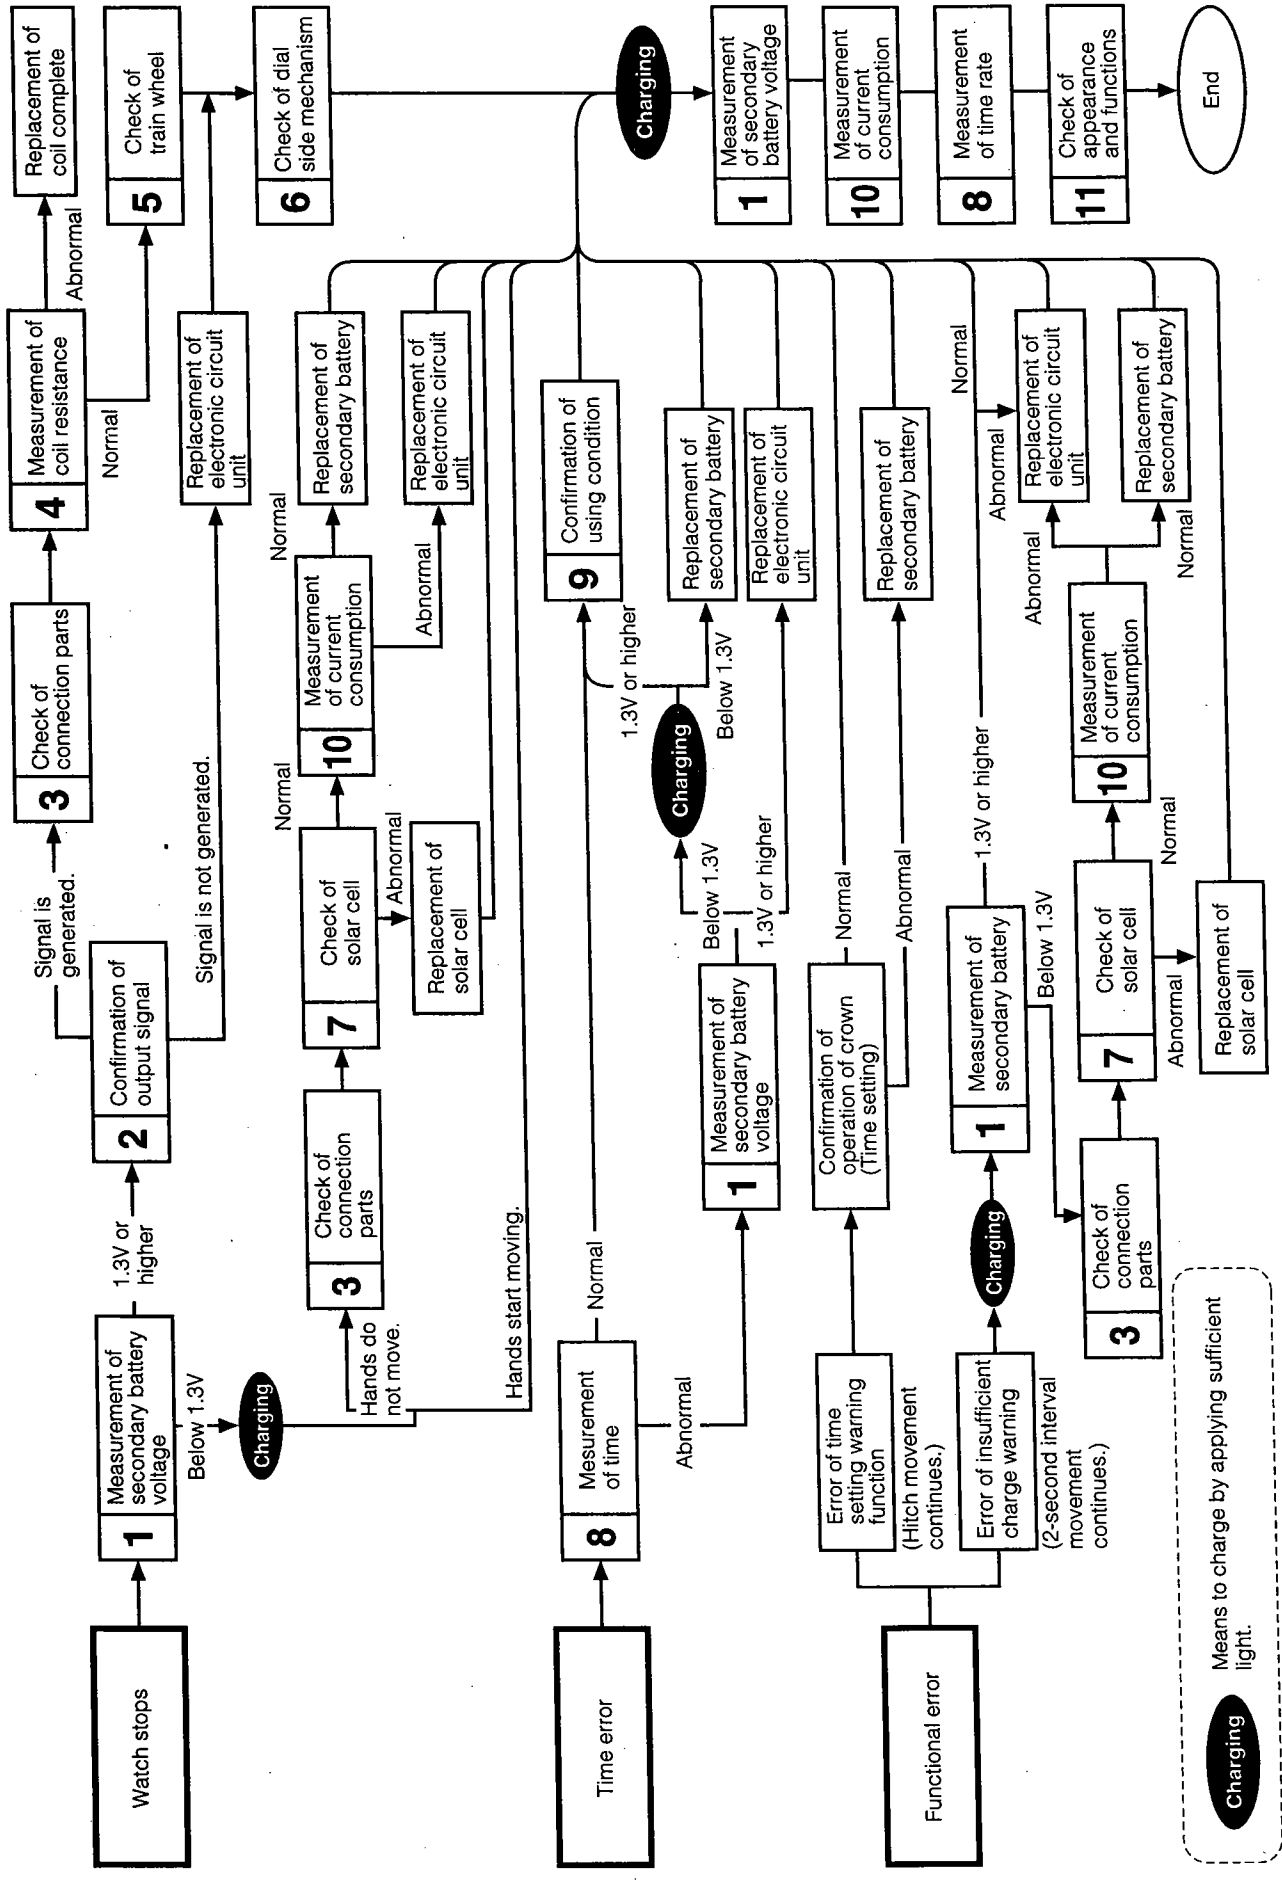 Watch stops
1
Measurement of
secondary battery
voltage
1.3V or
higher
Below 1.3V
Charging
2
Confirmation of
output signal
Signal is
generated.
Signal is not generated.
3
Check of
connection parts
4
Measurement of
coil resistance
Abnormal
Replacement of
coil complete
Normal
5
Check of
train wheel
Replacement of
electronic circuit
unit
6
Check of dial
side mechanism
Hands do
not move.
Hands start moving.
3
Check of
connection
parts
7
Check of
solar cell
Normal
Abnormal
Replacement of
solar cell
10
Measurement
of current
consumption
Normal
Replacement of
secondary battery
Abnormal
Replacement of
electronic circuit
unit
Time error
8
Mesurement
of time
Normal
Abnormal
1
Measurement of
secondary battery
voltage
Below 1.3V
1.3V or higher
Charging
1.3V or higher
Below 1.3V
9
Confirmation of
using condition
Replacement of
secondary battery
Replacement of
electronic circuit
unit
Functional error
Error of time
setting warning
function
(Hitch movement
continues.)
Confirmation of
operation of crown
(Time setting)
Normal
Abnormal
Replacement of
secondary battery
Error of insufficient
charge warning
(2-second interval
movement
continues.)
Charging
1
Measurement of
secondary battery
1.3V or higher
Normal
Abnormal
Below 1.3V
3
Check of
connection
parts
7
Check of
solar cell
Normal
Abnormal
Replacement of
solar cell
10
Measurement
of current
consumption
Abnormal
Replacement of
electronic circuit
unit
Normal
Replacement of
secondary battery
Charging
1
Measurement
of secondary
battery voltage
10
Measurement
of current
consumption
8
Measurement
of time rate
11
Check of
appearance
and functions
End
Charging
Means to charge by applying sufficient
light.